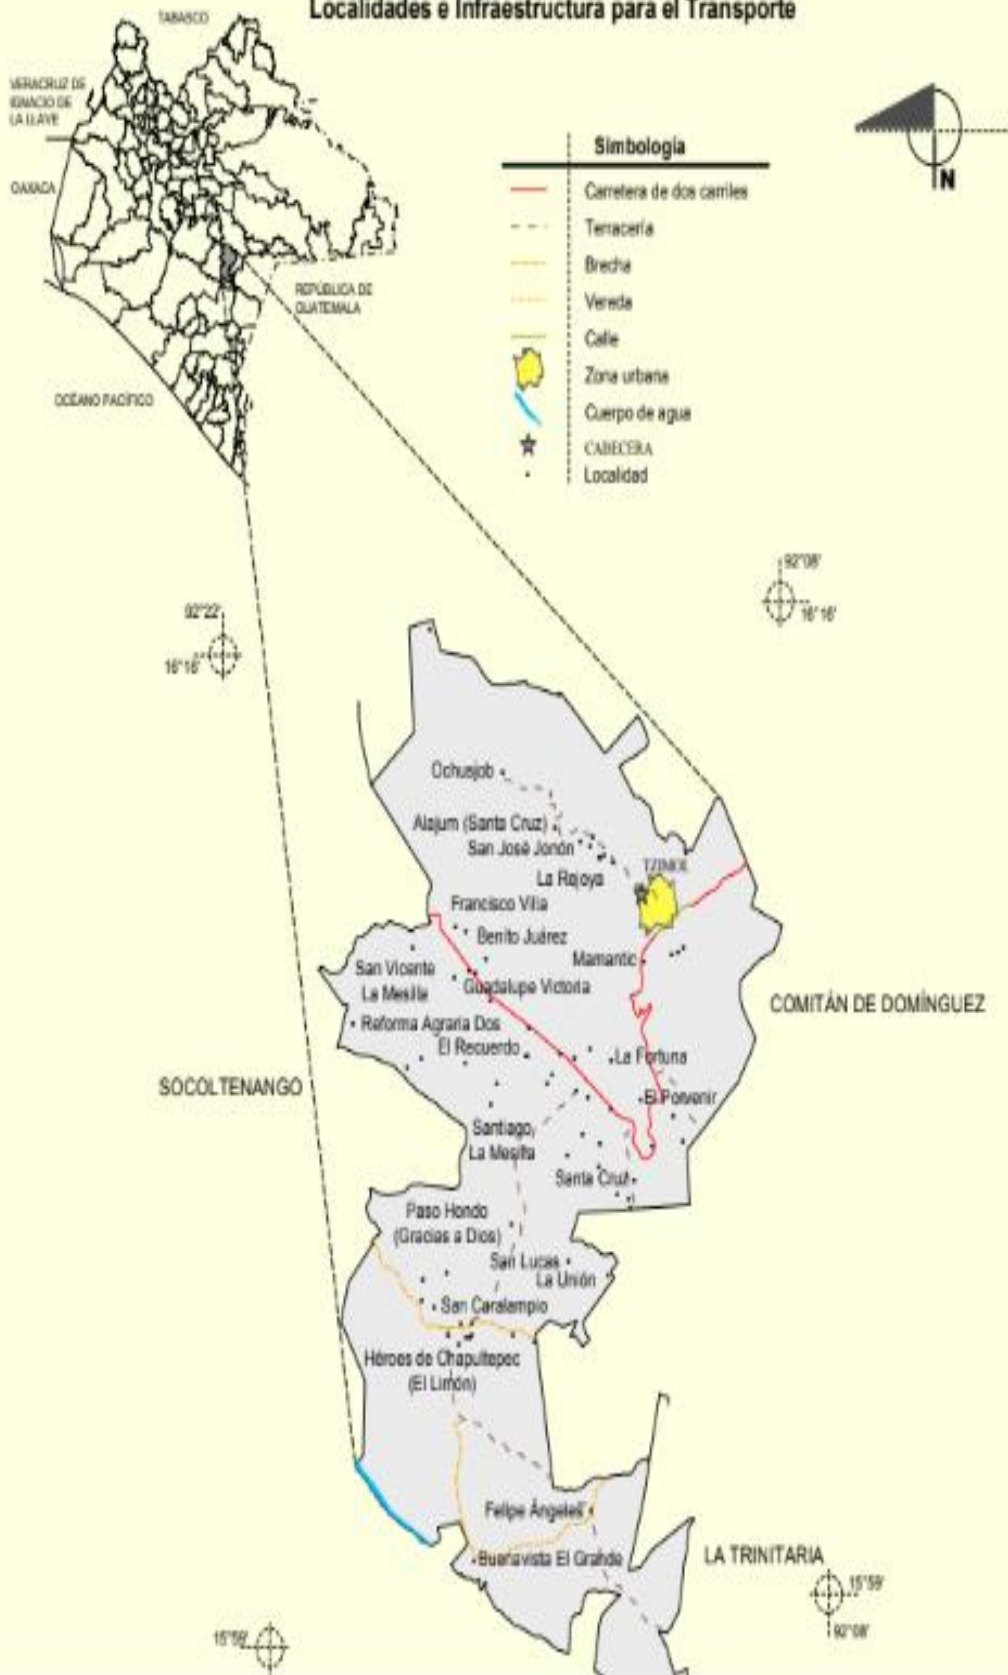 Localidades e Infraestructura para el Transporte
TABASCO
VERACRUZ DE
IGNACIO DE
LA LLAVE
OAXACA
REPÚBLICA DE
GUATEMALA
OCÉANO PACÍFICO
Simbología
Carretera de dos carriles
Terracería
Brecha
Vereda
Calle
Zona urbana
Cuerpo de agua
CABECERA
Localidad
N
92°22'
16°16'
92°08'
16°16'
Ochusjob
Alajum (Santa Cruz)
San José Jonón
La Rejoya
TZIMOL
Francisco Villa
Benito Juárez
Mamantic
San Vicente
La Mesilla
Guadalupe Victoria
COMITÁN DE DOMÍNGUEZ
Reforma Agraria Dos
El Recuerdo
La Fortuna
SOCOLTENANGO
El Porvenir
Santiago
La Mesilla
Santa Cruz
Paso Hondo
(Gracias a Dios)
San Lucas
La Unión
San Caralampio
Héroes de Chapultepec
(El Limón)
Felipe Ángeles
Buenavista El Grande
LA TRINITARIA
15°59'
92°08'
15°59'